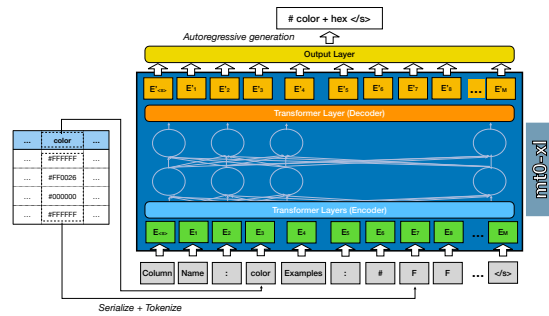 # color + hex </s>
Autoregressive generation
Output Layer
E'<s> E'1 E'2 E'3 E'4 E'5 E'6 E'7 E'8 ... E'M
Transformer Layer (Decoder)
... color ...
... #FFFFFF ...
... #FF0026 ...
... #000000 ...
... #FFFFFF ...
mt0-xl
Transformer Layers (Encoder)
E<s> E1 E2 E3 E4 E5 E6 E7 E8 ... EM
Column Name : color Examples : # F F ... </s>
Serialize + Tokenize